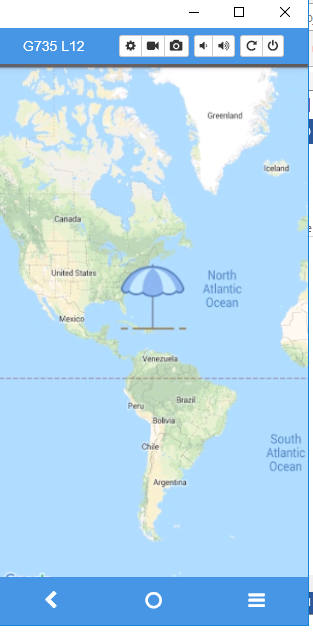 G735 L12
Greenland
Iceland
Canada
United States
North
Atlantic
Ocean
Mexico
Venezuela
Brazil
Peru
Bolivia
Chile
South
Atlantic
Ocean
Argentina